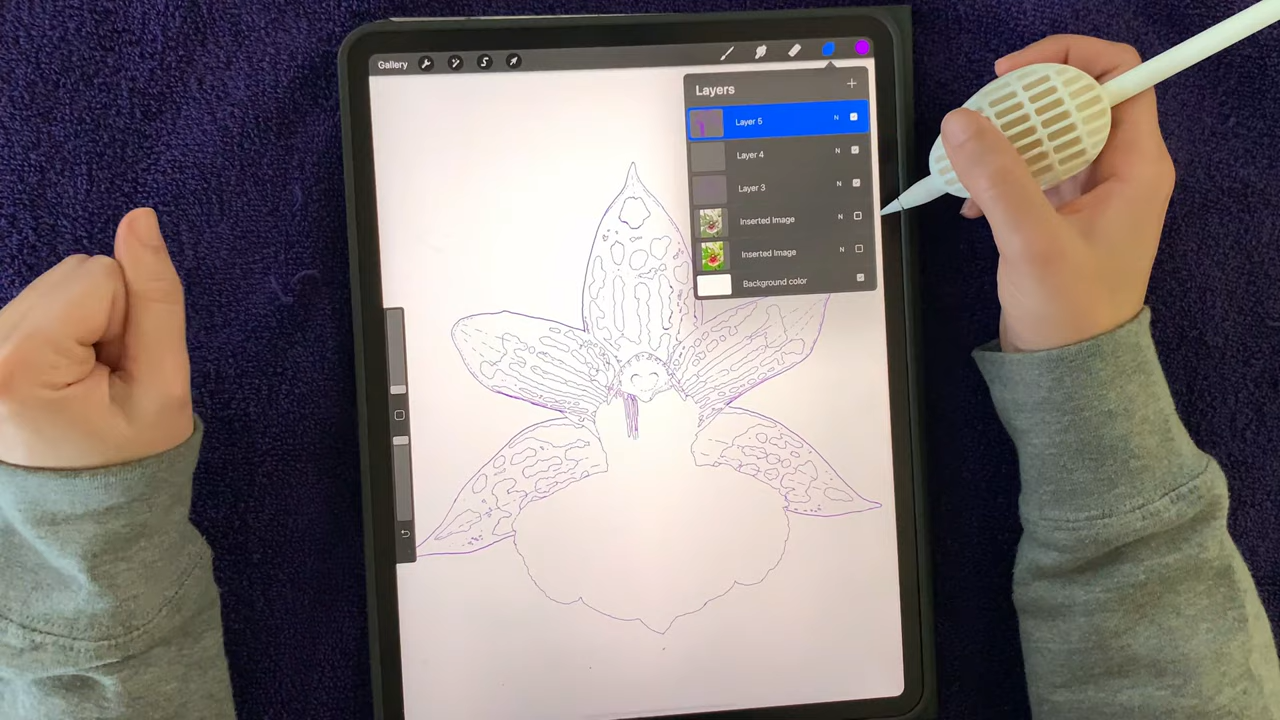 Gallery
Layers
Layer 5 N
Layer 4 N
Layer 3 N
Inserted Image N
Inserted Image N
Background color